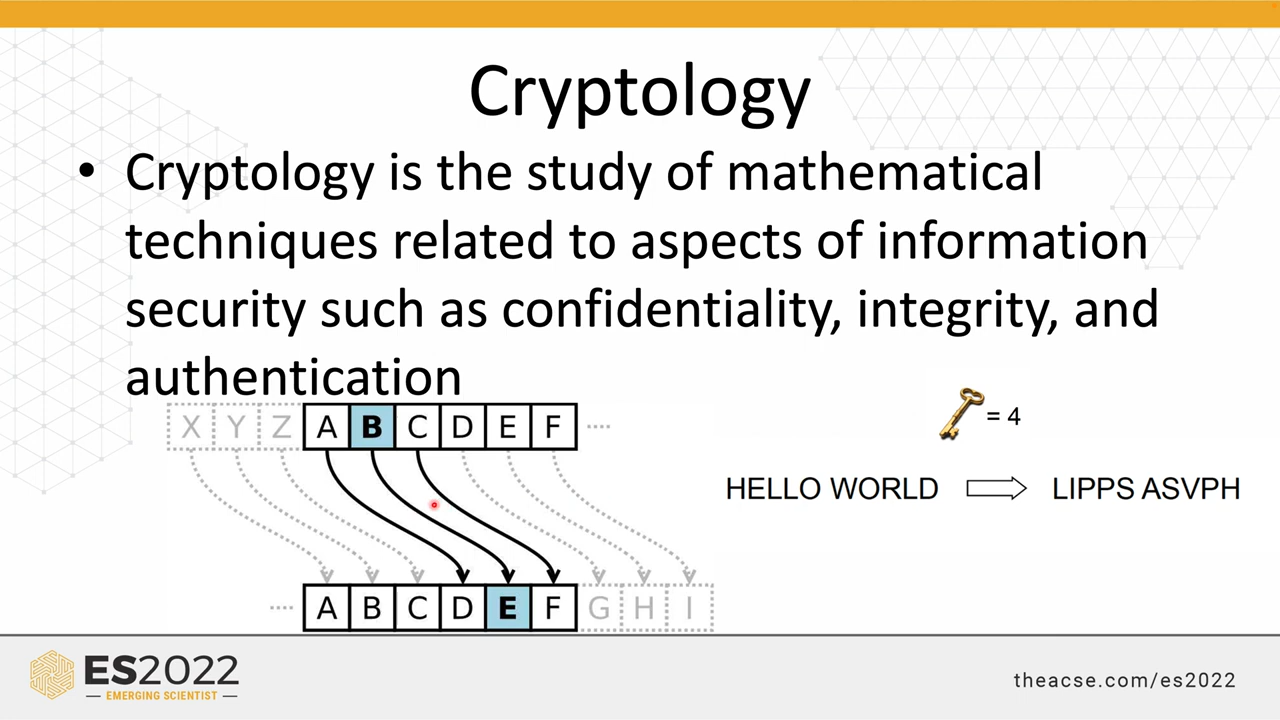 Cryptology
• Cryptology is the study of mathematical
techniques related to aspects of information
security such as confidentiality, integrity, and
authentication
X Y Z A B C D E F ....
= 4
HELLO WORLD LIPPS ASVPH
.... A B C D E F G H I
ES2022
EMERGING SCIENTIST
theacse.com/es2022